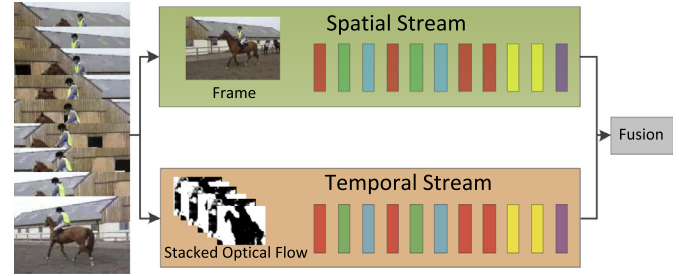 Spatial Stream
Frame
Fusion
Temporal Stream
Stacked Optical Flow